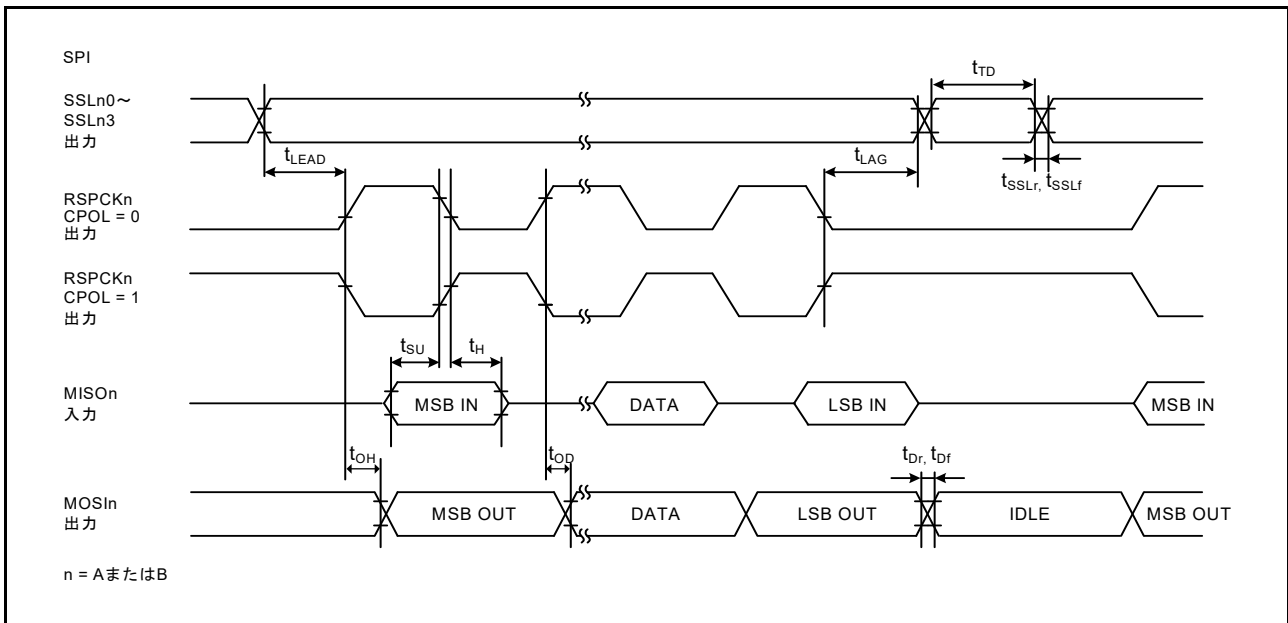 SPI
tTD
SSLn0～
SSLn3
出力
tLEAD
tLAG
tSSLr, tSSLf
RSPCKn
CPOL = 0
出力
RSPCKn
CPOL = 1
出力
tSU
tH
MISOn
入力
MSB IN
DATA
LSB IN
MSB IN
tOH
tOD
tDr, tDf
MOSIn
出力
MSB OUT
DATA
LSB OUT
IDLE
MSB OUT
n = AまたはB